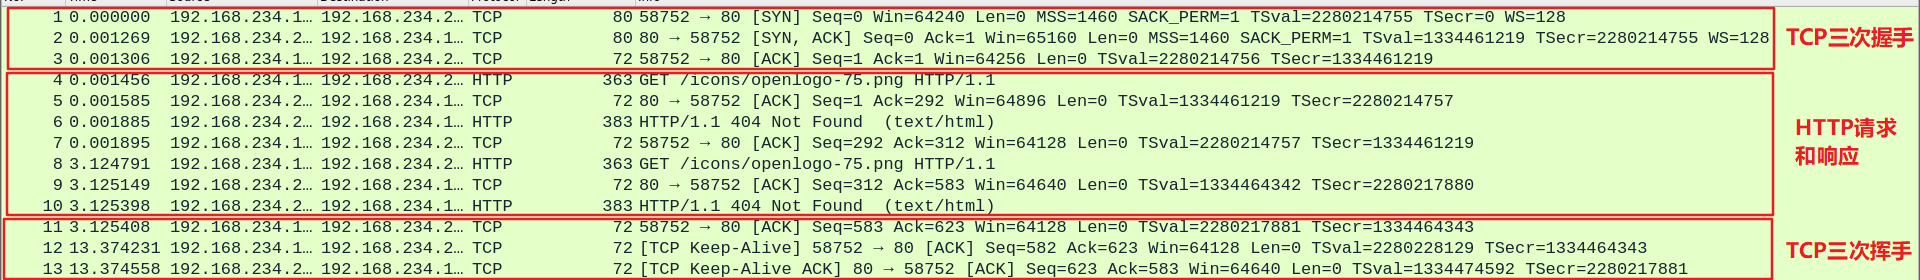 1 0.000000 192.168.234.1… 192.168.234.2… TCP 80 58752 → 80 [SYN] Seq=0 Win=64240 Len=0 MSS=1460 SACK_PERM=1 TSval=2280214755 TSecr=0 WS=128
2 0.001269 192.168.234.2… 192.168.234.1… TCP 80 80 → 58752 [SYN, ACK] Seq=0 Ack=1 Win=65160 Len=0 MSS=1460 SACK_PERM=1 TSval=1334461219 TSecr=2280214755 WS=128
TCP三次握手
3 0.001306 192.168.234.1… 192.168.234.2… TCP 72 58752 → 80 [ACK] Seq=1 Ack=1 Win=64256 Len=0 TSval=2280214756 TSecr=1334461219
4 0.001456 192.168.234.1… 192.168.234.2… HTTP 363 GET /icons/openlogo-75.png HTTP/1.1
5 0.001585 192.168.234.2… 192.168.234.1… TCP 72 80 → 58752 [ACK] Seq=1 Ack=292 Win=64896 Len=0 TSval=1334461219 TSecr=2280214757
6 0.001885 192.168.234.2… 192.168.234.1… HTTP 383 HTTP/1.1 404 Not Found (text/html)
HTTP请求
和响应
7 0.001895 192.168.234.1… 192.168.234.2… TCP 72 58752 → 80 [ACK] Seq=292 Ack=312 Win=64128 Len=0 TSval=2280214757 TSecr=1334461219
8 3.124791 192.168.234.1… 192.168.234.2… HTTP 363 GET /icons/openlogo-75.png HTTP/1.1
9 3.125149 192.168.234.2… 192.168.234.1… TCP 72 80 → 58752 [ACK] Seq=312 Ack=583 Win=64640 Len=0 TSval=1334464342 TSecr=2280217880
10 3.125398 192.168.234.2… 192.168.234.1… HTTP 383 HTTP/1.1 404 Not Found (text/html)
11 3.125408 192.168.234.1… 192.168.234.2… TCP 72 58752 → 80 [ACK] Seq=583 Ack=623 Win=64128 Len=0 TSval=2280217881 TSecr=1334464343
12 13.374231 192.168.234.1… 192.168.234.2… TCP 72 [TCP Keep-Alive] 58752 → 80 [ACK] Seq=582 Ack=623 Win=64128 Len=0 TSval=2280228129 TSecr=1334464343
TCP三次挥手
13 13.374558 192.168.234.2… 192.168.234.1… TCP 72 [TCP Keep-Alive ACK] 80 → 58752 [ACK] Seq=623 Ack=583 Win=64640 Len=0 TSval=1334474592 TSecr=2280217881